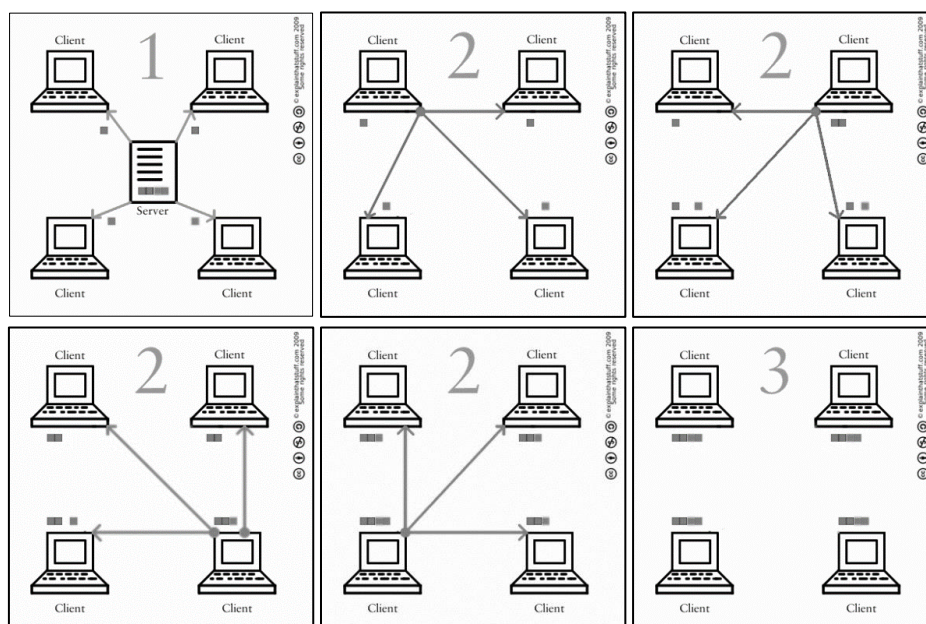 Client
1
Client
Server
Client
Client
© explainthatstuff.com 2009
Some rights reserved
Client
2
Client
Client
Client
© explainthatstuff.com 2009
Some rights reserved
Client
2
Client
Client
Client
© explainthatstuff.com 2009
Some rights reserved
Client
2
Client
Client
Client
© explainthatstuff.com 2009
Some rights reserved
Client
2
Client
Client
Client
© explainthatstuff.com 2009
Some rights reserved
Client
3
Client
Client
Client
© explainthatstuff.com 2009
Some rights reserved